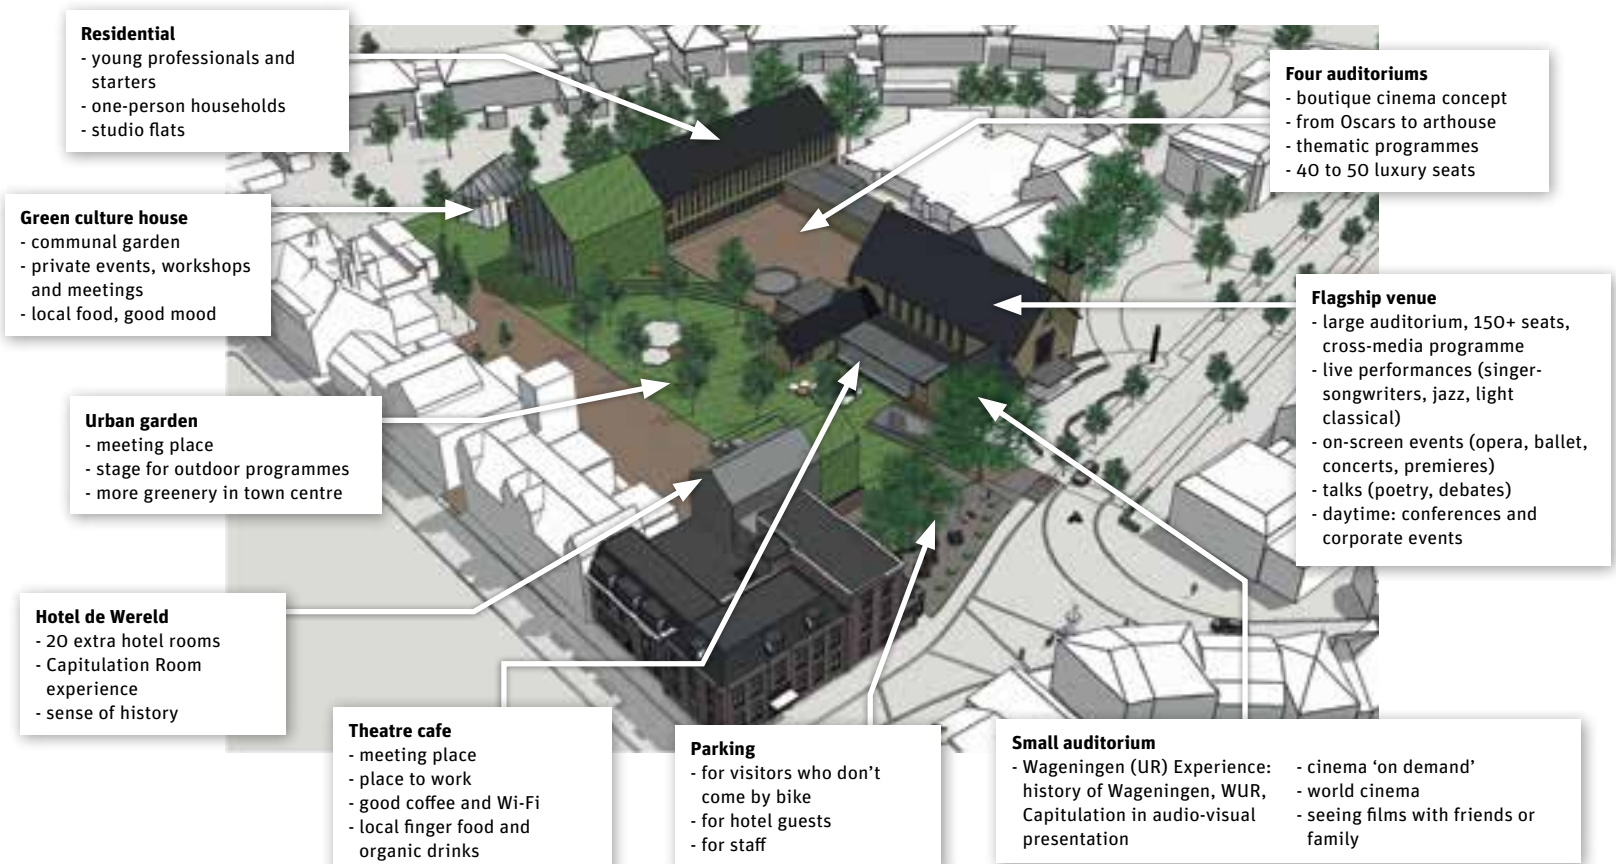 Residential
- young professionals and
starters
- one-person households
- studio flats
Four auditoriums
- boutique cinema concept
- from Oscars to arthouse
- thematic programmes
- 40 to 50 luxury seats
Green culture house
- communal garden
- private events, workshops
and meetings
- local food, good mood
Flagship venue
- large auditorium, 150+ seats,
cross-media programme
- live performances (singer-
songwriters, jazz, light
classical)
- on-screen events (opera, ballet,
concerts, premieres)
- talks (poetry, debates)
- daytime: conferences and
corporate events
Urban garden
- meeting place
- stage for outdoor programmes
- more greenery in town centre
Hotel de Wereld
- 20 extra hotel rooms
- Capitulation Room
experience
- sense of history
Theatre cafe
- meeting place
- place to work
- good coffee and Wi-Fi
- local finger food and
organic drinks
Parking
- for visitors who don’t
come by bike
- for hotel guests
- for staff
Small auditorium
- Wageningen (UR) Experience:
history of Wageningen, WUR,
Capitulation in audio-visual
presentation
- cinema ‘on demand’
- world cinema
- seeing films with friends or
family